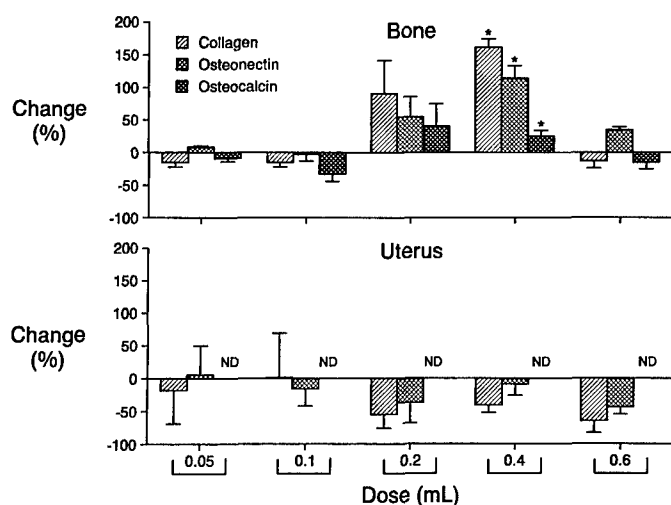 Bone
Collagen
Osteonectin
Osteocalcin
Change
(%)
200
150
100
50
0
-50
-100
*
*
*
Uterus
Change
(%)
200
150
100
50
0
-50
-100
ND ND ND ND ND
0.05 0.1 0.2 0.4 0.6
Dose (mL)